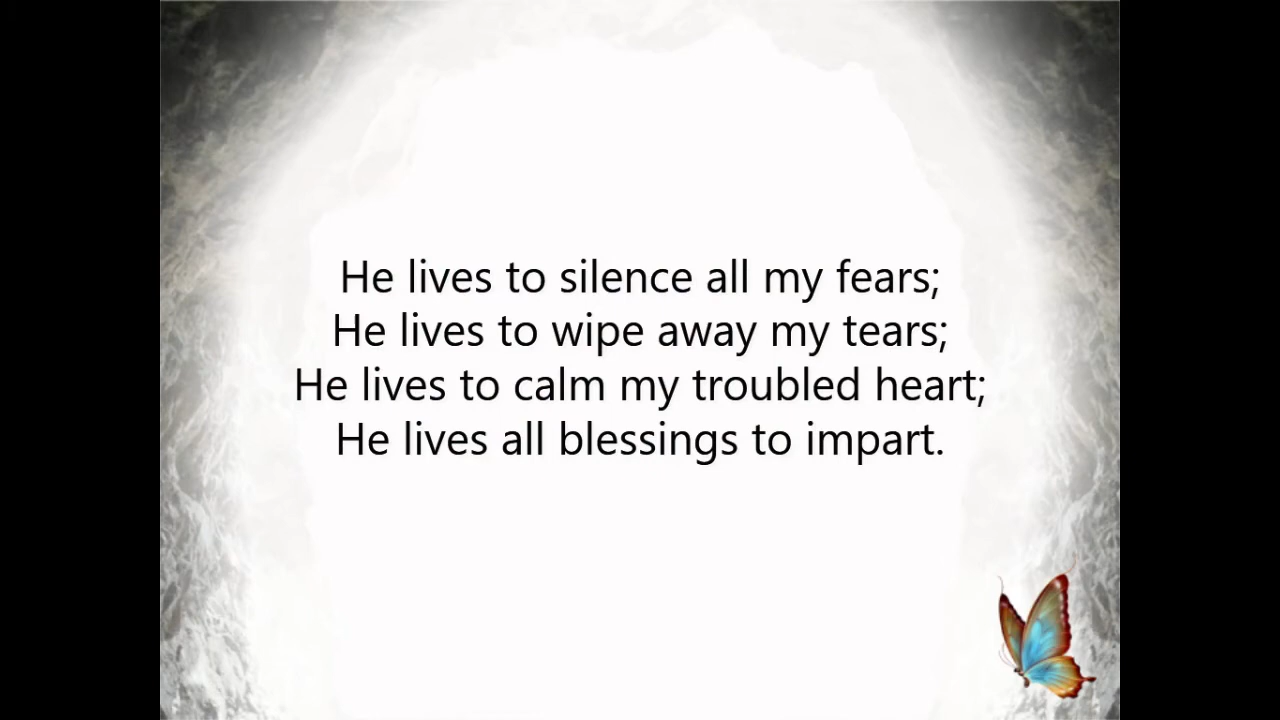 He lives to silence all my fears;
He lives to wipe away my tears;
He lives to calm my troubled heart;
He lives all blessings to impart.